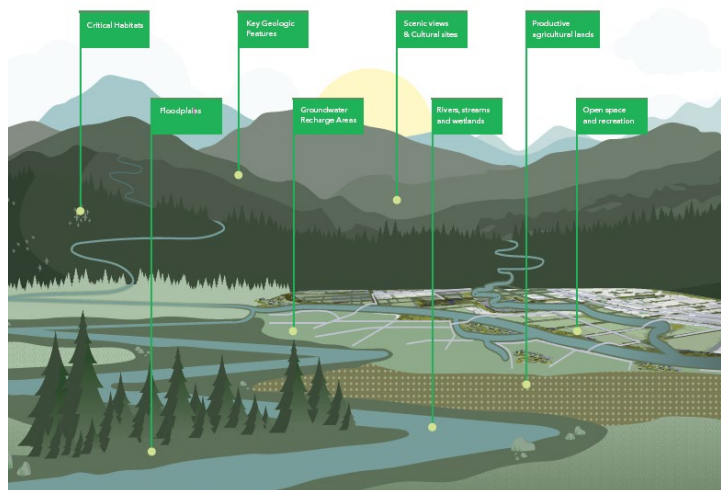 Critical Habitats
Key Geologic
Features
Scenic views
& Cultural sites
Productive
agricultural lands
Floodplains
Groundwater
Recharge Areas
Rivers, streams
and wetlands
Open space
and recreation